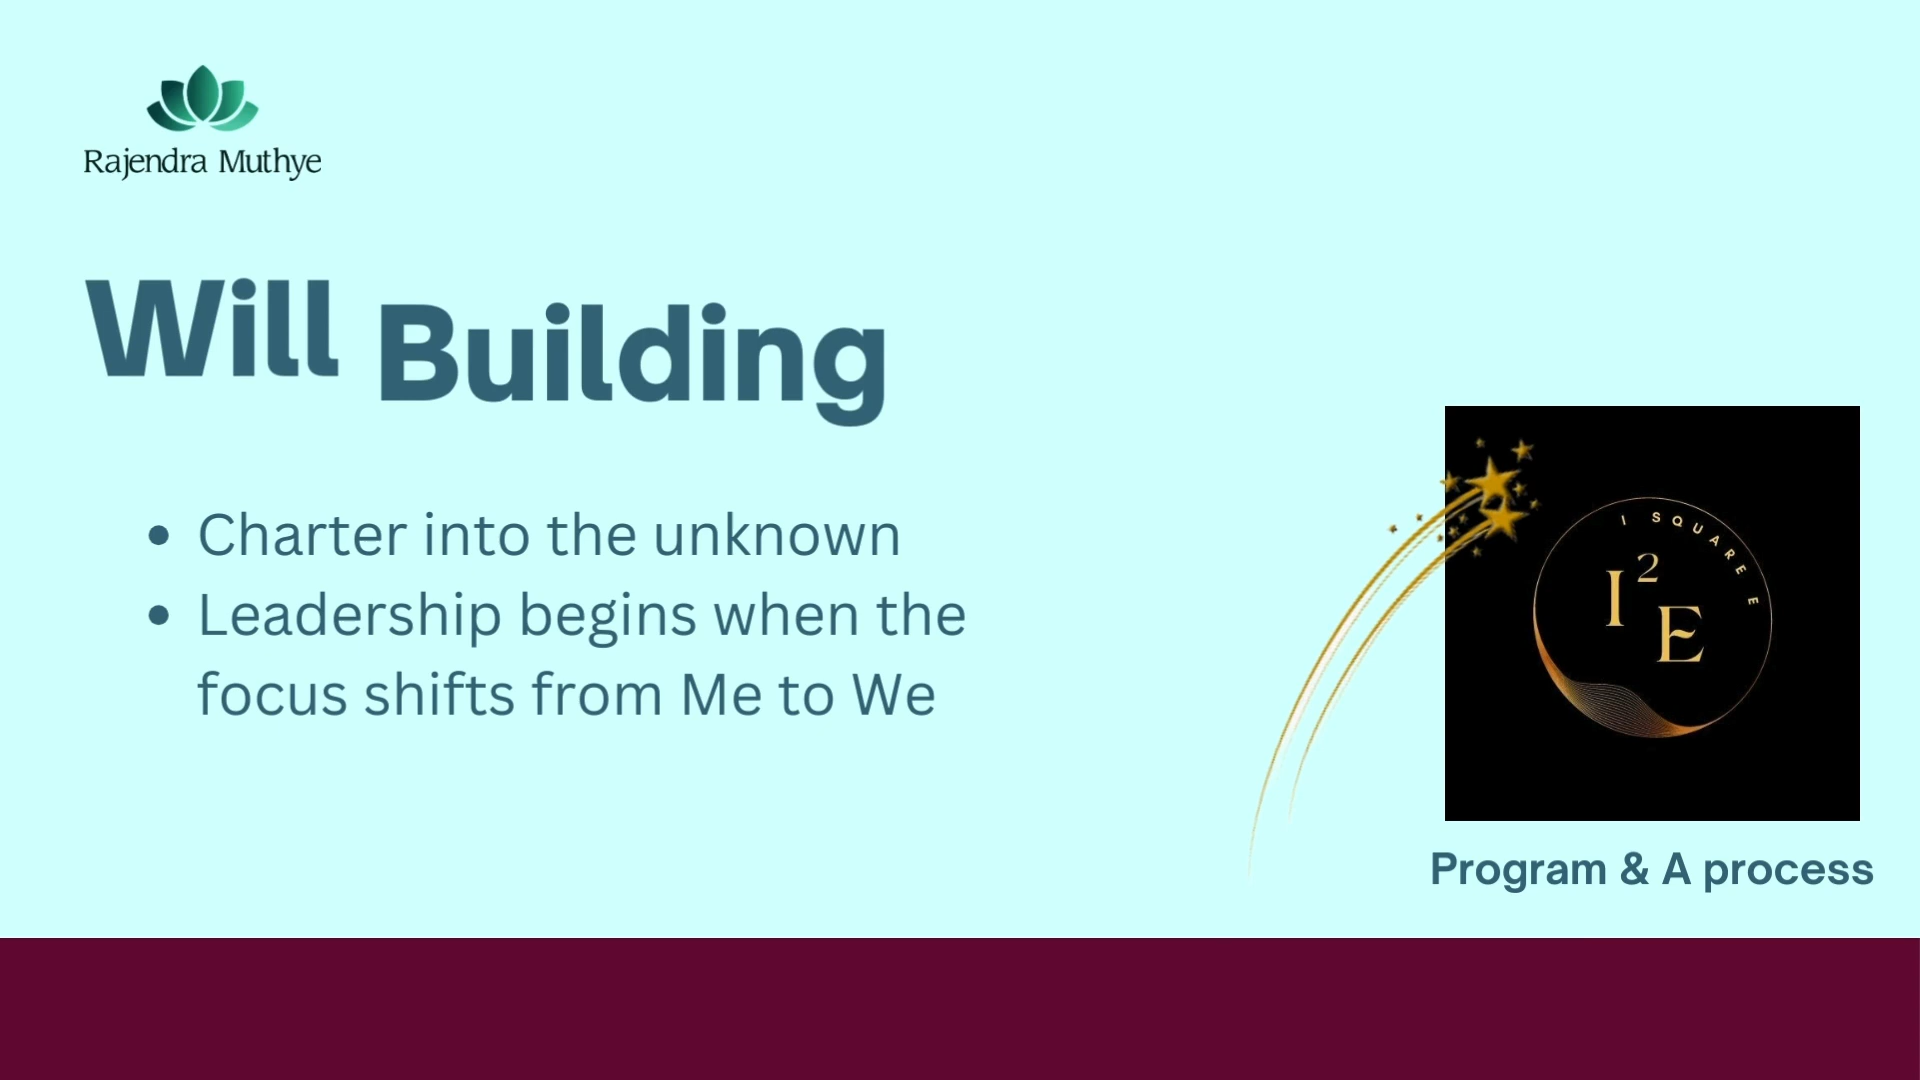 Rajendra Muthye
Will Building
• Charter into the unknown
• Leadership begins when the
focus shifts from Me to We
I SQUARE E
I²
E
Program & A process